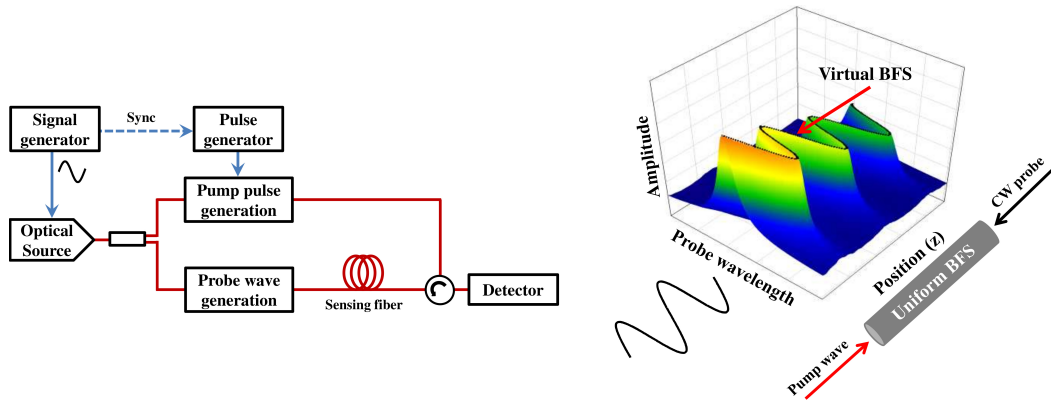 Signal
generator
Sync
Pulse
generator
Pump pulse
generation
Optical
Source
Probe wave
generation
Sensing fiber
Detector
Virtual BFS
Amplitude
Probe wavelength
Position (z)
CW probe
Uniform BFS
Pump wave